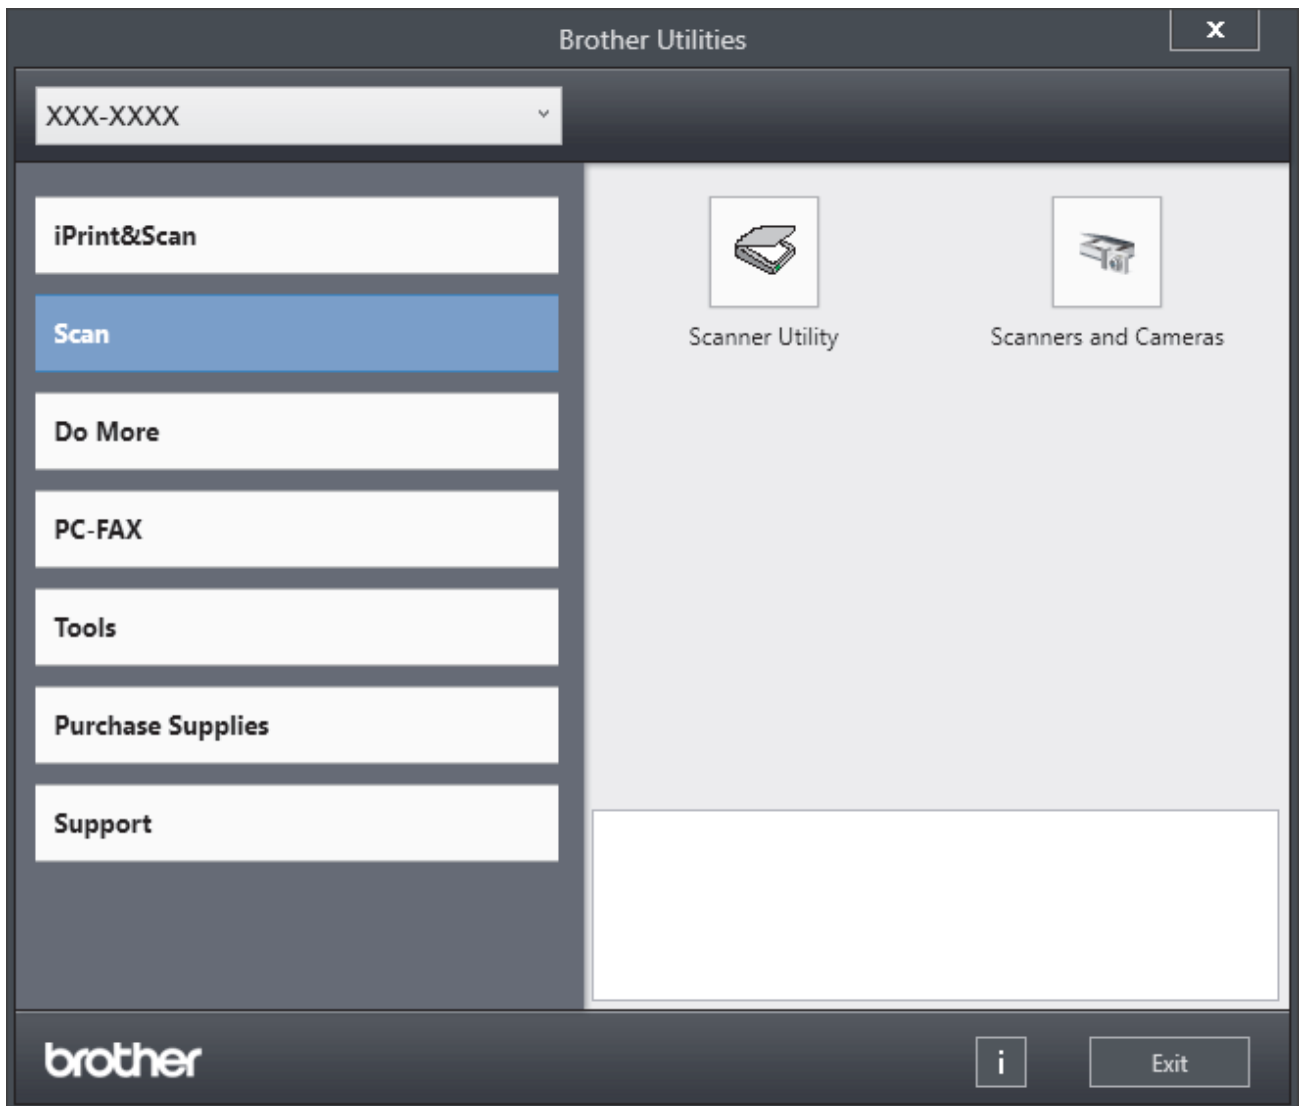 Brother Utilities
X
XXX-XXXX
iPrint&Scan
Scan
Do More
PC-FAX
Tools
Purchase Supplies
Support
Scanner Utility
Scanners and Cameras
brother
i
Exit